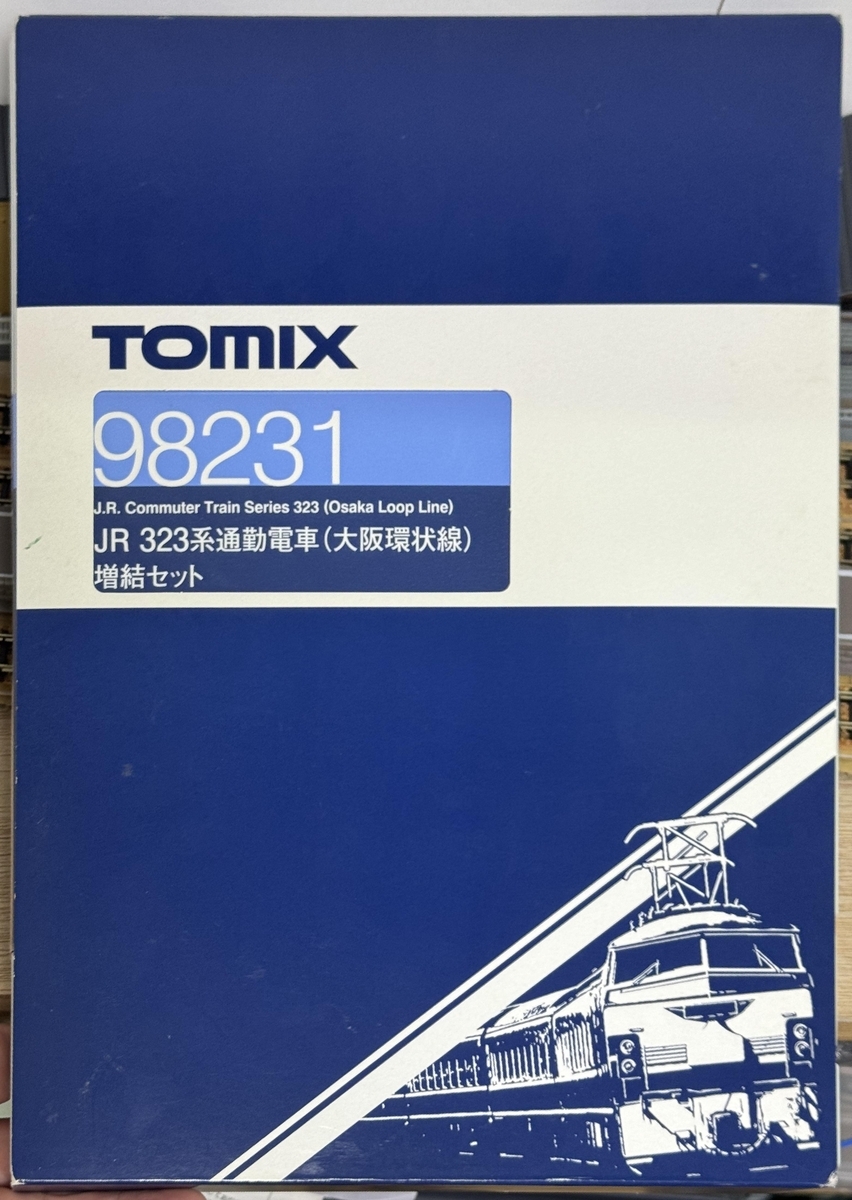 TOMIX
98231
J.R. Commuter Train Series 323 (Osaka Loop Line)
JR 323系通勤電車(大阪環状線)
増結セット